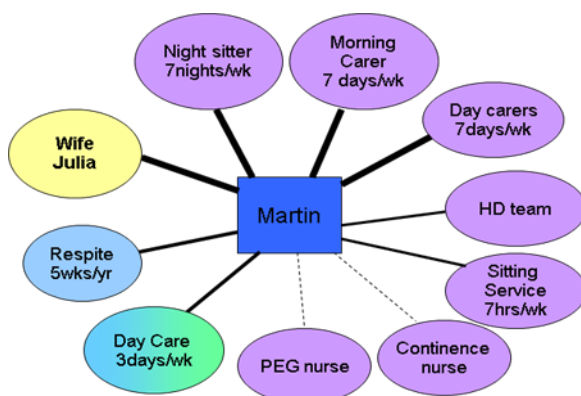 Night sitter
7nights/wk
Morning
Carer
7 days/wk
Day carers
7days/wk
Wife
Julia
Martin
HD team
Respite
5wks/yr
Sitting
Service
7hrs/wk
Day Care
3days/wk
PEG nurse
Continence
nurse